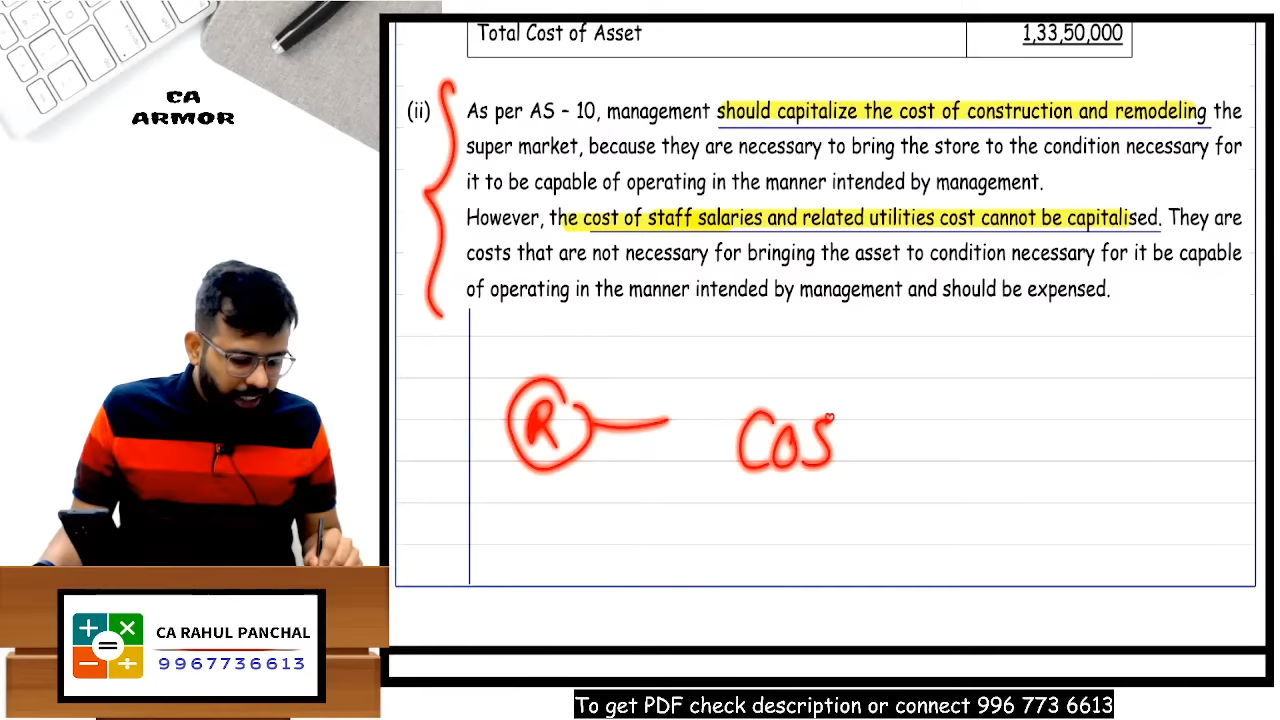 CA
ARMOR
Total Cost of Asset 1,33,50,000
(ii) As per AS – 10, management should capitalize the cost of construction and remodeling the
super market, because they are necessary to bring the store to the condition necessary for
it to be capable of operating in the manner intended by management.
However, the cost of staff salaries and related utilities cost cannot be capitalised. They are
costs that are not necessary for bringing the asset to condition necessary for it be capable
of operating in the manner intended by management and should be expensed.
R COS
+ ×
=
− ÷
CA RAHUL PANCHAL
9967736613
To get PDF check description or connect 996 773 6613